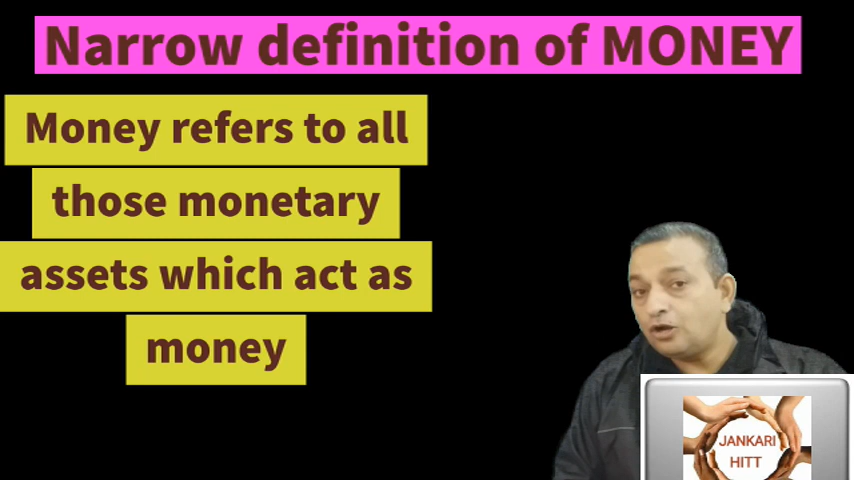 Narrow definition of MONEY
Money refers to all
those monetary
assets which act as
money
JANKARI
HITT